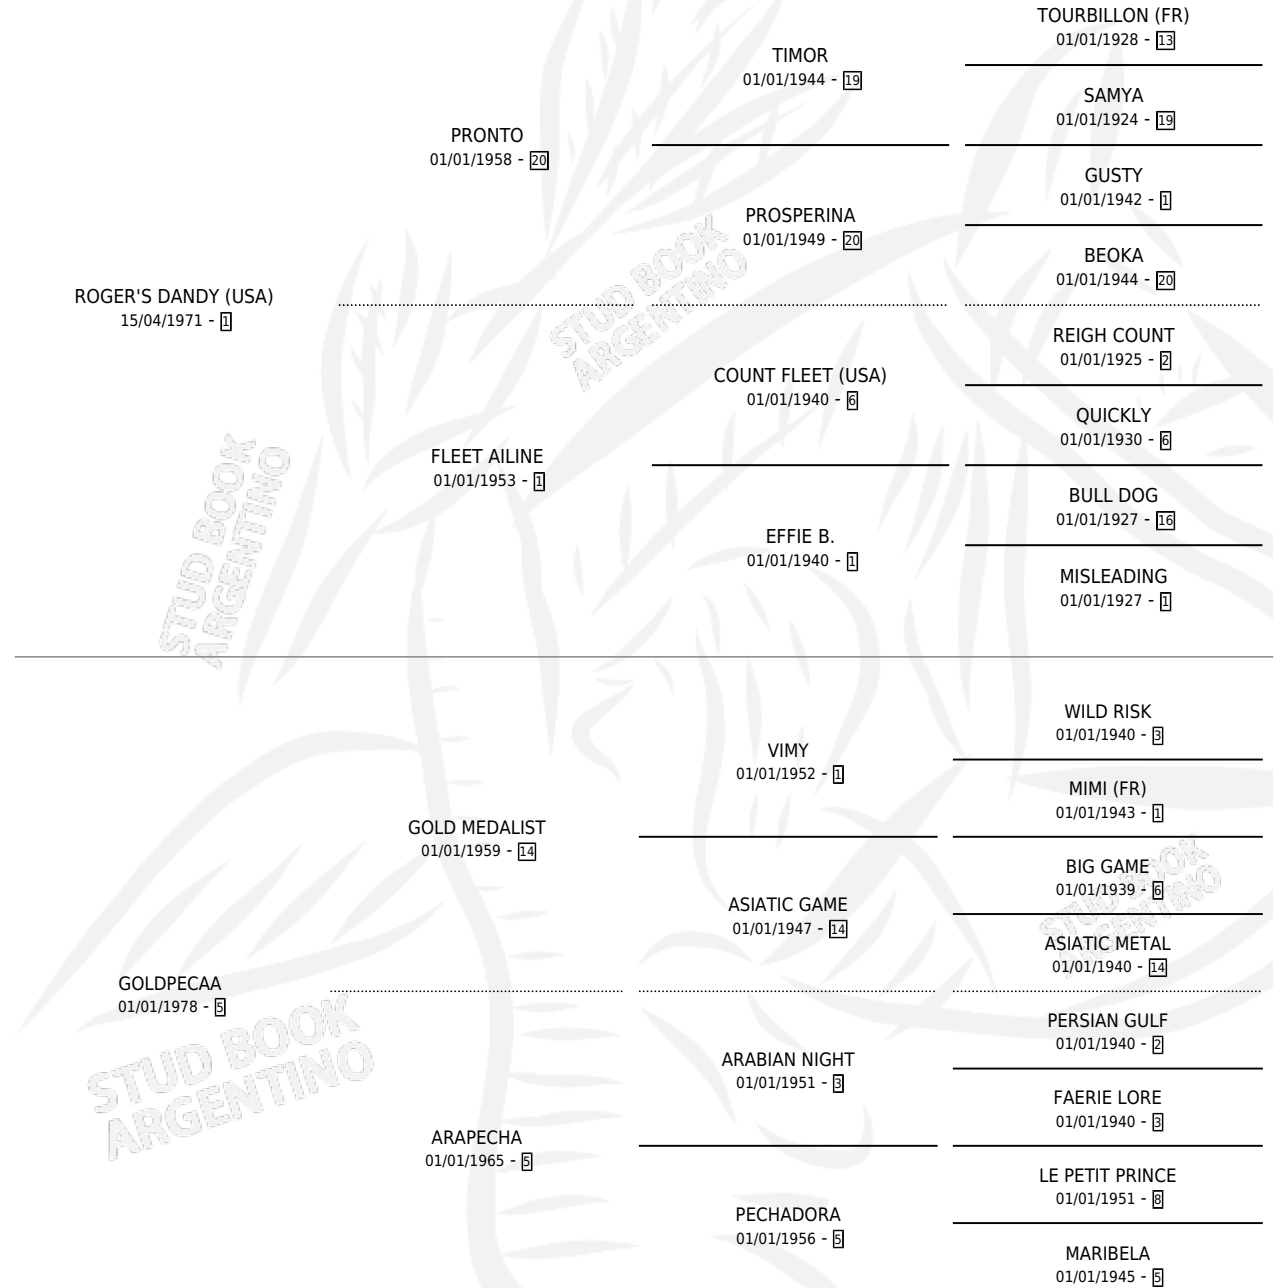 TOURBILLON (FR)
01/01/1928 - 13
TIMOR
01/01/1944 - 19
SAMYA
01/01/1924 - 19
PRONTO
01/01/1958 - 20
GUSTY
01/01/1942 - 1
PROSPERINA
01/01/1949 - 20
BEOKA
01/01/1944 - 20
ROGER'S DANDY (USA)
15/04/1971 - 1
STUD BOOK
ARGENTINO
REIGH COUNT
01/01/1925 - 2
COUNT FLEET (USA)
01/01/1940 - 6
QUICKLY
01/01/1930 - 6
FLEET AILINE
01/01/1953 - 1
BULL DOG
01/01/1927 - 16
EFFIE B.
01/01/1940 - 1
MISLEADING
01/01/1927 - 1
STUD BOOK
ARGENTINO
WILD RISK
01/01/1940 - 3
VIMY
01/01/1952 - 1
MIMI (FR)
01/01/1943 - 1
GOLD MEDALIST
01/01/1959 - 14
BIG GAME
01/01/1939 - 6
ASIATIC GAME
01/01/1947 - 14
STUD BOOK
ARGENTINO
ASIATIC METAL
01/01/1940 - 14
GOLDPECAA
01/01/1978 - 5
PERSIAN GULF
01/01/1940 - 2
ARABIAN NIGHT
01/01/1951 - 3
STUD BOOK
ARGENTINO
FAERIE LORE
01/01/1940 - 3
ARAPECHA
01/01/1965 - 5
LE PETIT PRINCE
01/01/1951 - 8
PECHADORA
01/01/1956 - 5
MARIBELA
01/01/1945 - 5